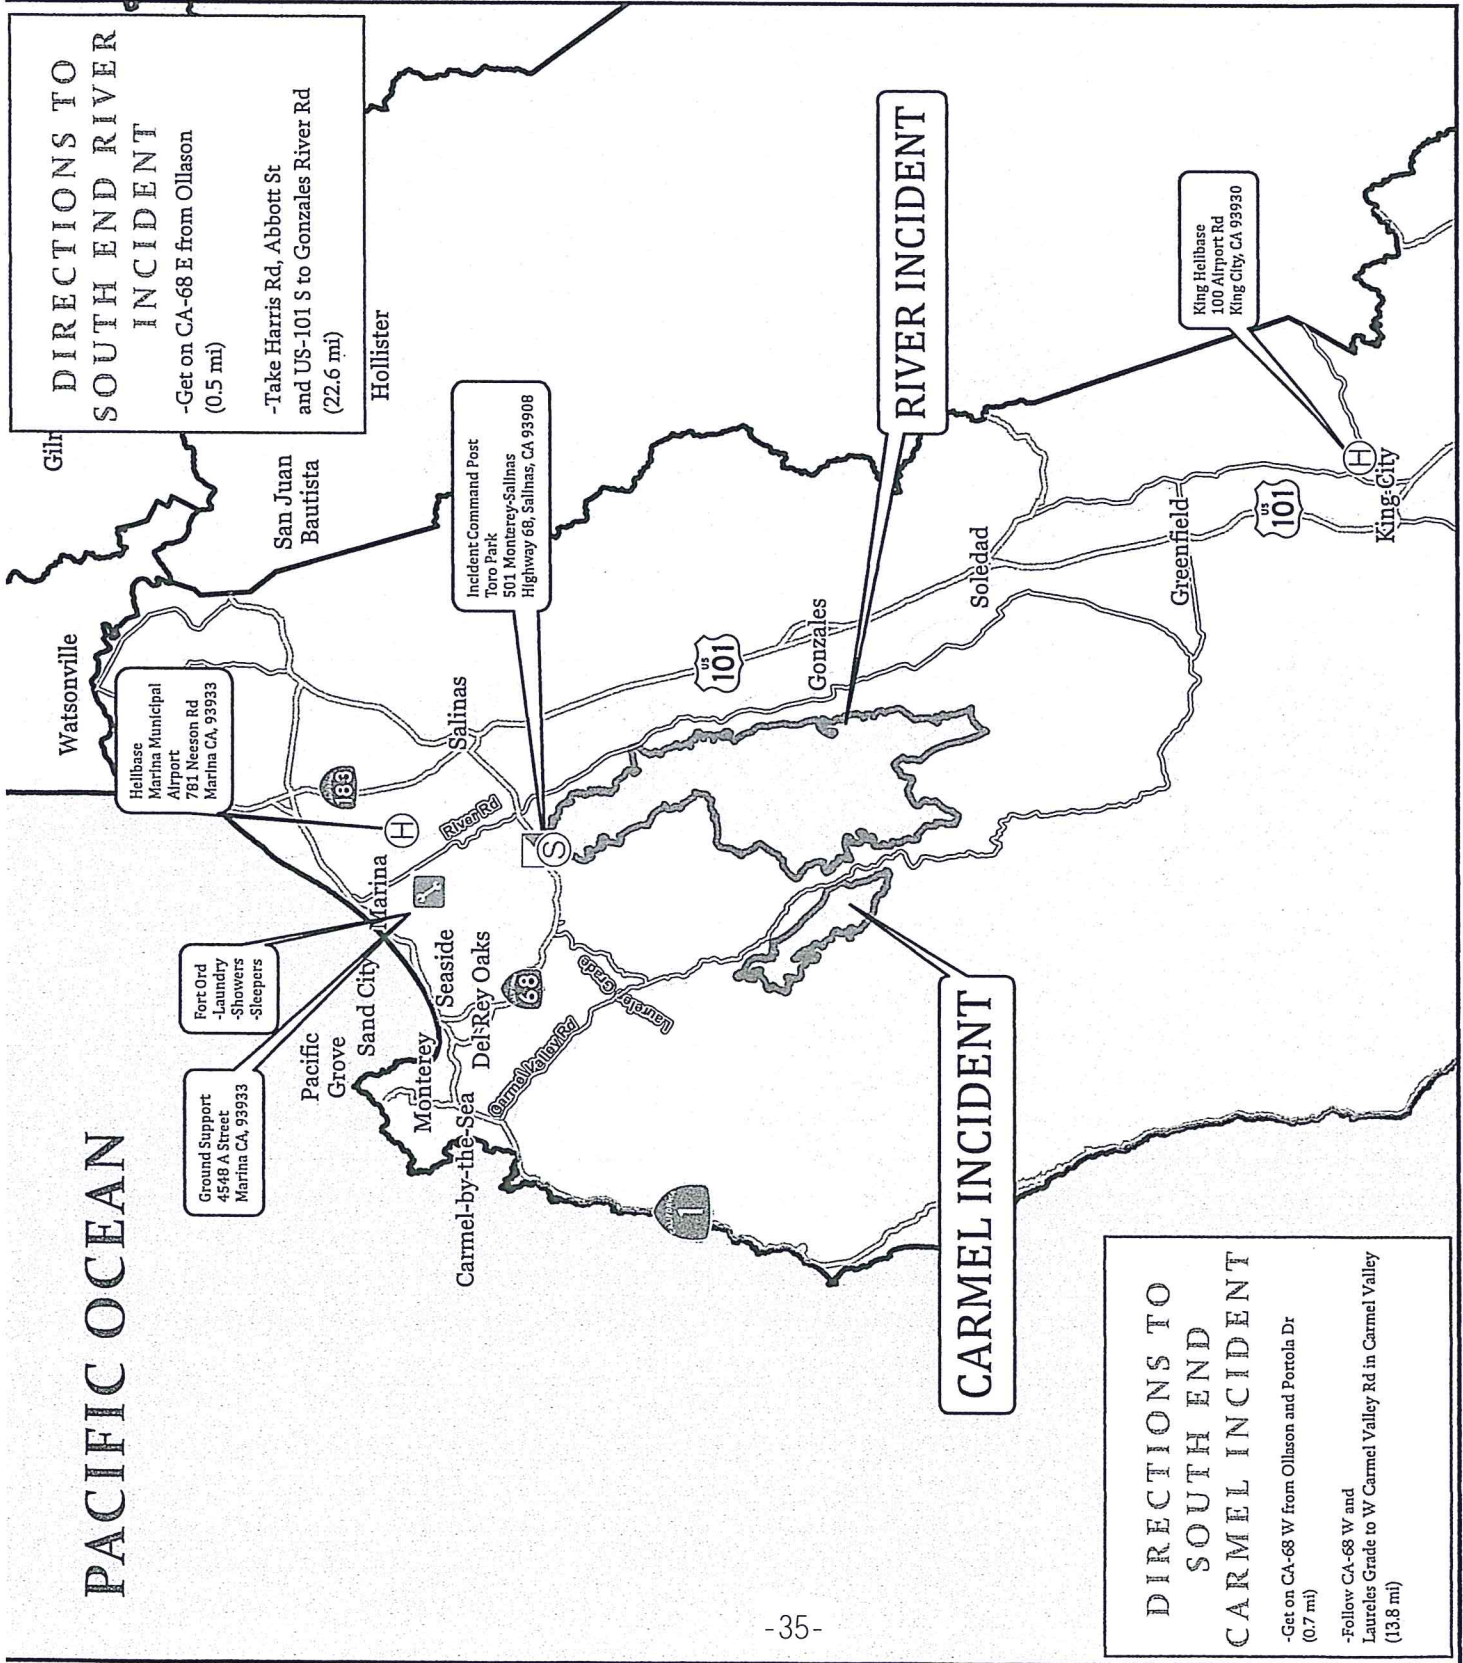 PACIFIC OCEAN
DIRECTIONS TO
SOUTH END RIVER
INCIDENT
-Get on CA-68 E from Ollason
(0.5 mi)
-Take Harris Rd, Abbott St
and US-101 S to Gonzales River Rd
(22.6 mi)
Gilr
Hollister
San Juan
Bautista
Watsonville
Helibase
Marina Municipal
Airport
781 Neeson Rd
Marina CA, 93933
Fort Ord
-Laundry
-Showers
-Sleepers
Ground Support
4548 A Street
Marina CA, 93933
Incident Command Post
Toro Park
501 Monterey-Salinas
Highway 68, Salinas, CA 93908
Pacific
Grove
Sand City
Marina
Seaside
Monterey
Del Rey Oaks
Carmel-by-the-Sea
Salinas
183
H
River Rd
S
68
Laureles Grade
Carmel Valley Rd
1
US
101
Gonzales
Soledad
Greenfield
US
101
King City
H
RIVER INCIDENT
CARMEL INCIDENT
King Helibase
100 Airport Rd
King City, CA 93930
DIRECTIONS TO
SOUTH END
CARMEL INCIDENT
-Get on CA-68 W from Ollason and Portola Dr
(0.7 mi)
-Follow CA-68 W and
Laureles Grade to W Carmel Valley Rd in Carmel Valley
(13.8 mi)
-35-